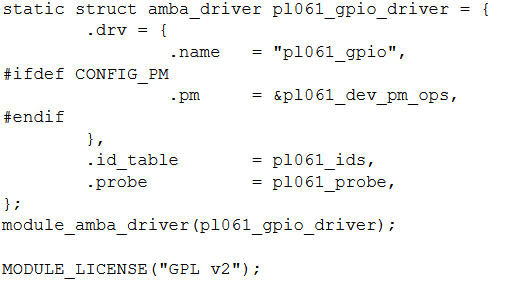 static struct amba_driver pl061_gpio_driver = {
        .drv = {
                .name   = "pl061_gpio",
#ifdef CONFIG_PM
                .pm     = &pl061_dev_pm_ops,
#endif
        },
        .id_table       = pl061_ids,
        .probe          = pl061_probe,
};
module_amba_driver(pl061_gpio_driver);

MODULE_LICENSE("GPL v2");